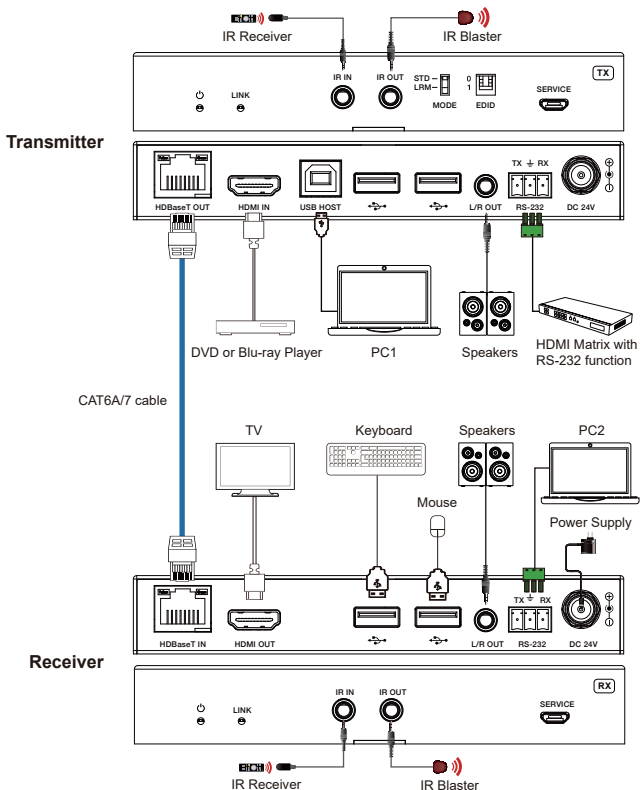 IR Receiver
IR Blaster
TX
IR IN
IR OUT
STD
LRM
0
1
MODE
EDID
SERVICE
LINK
Transmitter
TX RX
HDBaseT OUT
HDMI IN
USB HOST
L/R OUT
RS-232
DC 24V
DVD or Blu-ray Player
PC1
Speakers
HDMI Matrix with
RS-232 function
CAT6A/7 cable
TV
Keyboard
Speakers
PC2
Mouse
Power Supply
TX RX
HDBaseT IN
HDMI OUT
L/R OUT
RS-232
DC 24V
Receiver
RX
IR IN
IR OUT
SERVICE
LINK
IR Receiver
IR Blaster